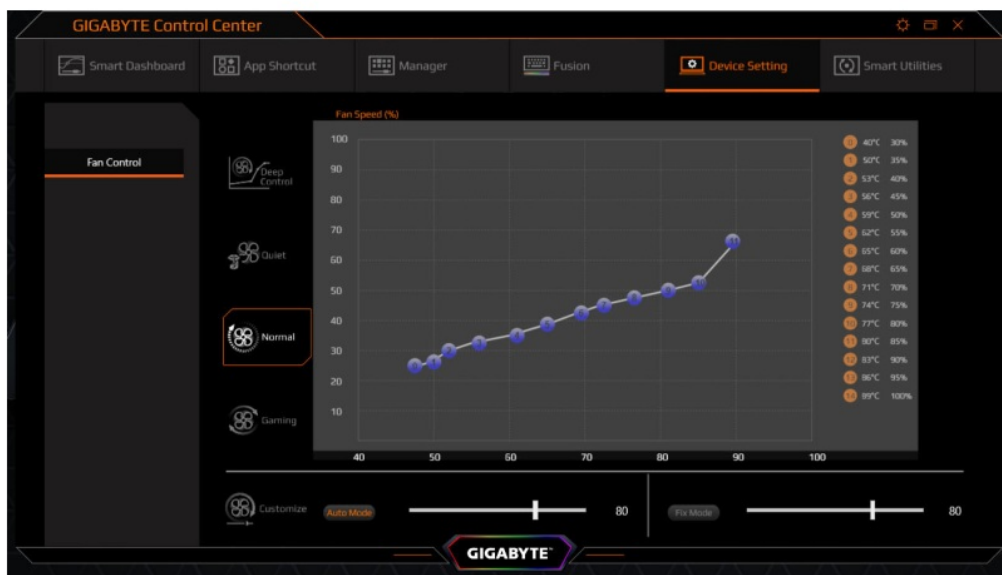 GIGABYTE Control Center
Smart Dashboard
App Shortcut
Manager
Fusion
Device Setting
Smart Utilities
Fan Control
Deep Control
Quiet
Normal
Gaming
Customize
Fan Speed (%)
100
90
80
70
60
50
40
30
20
10
40 50 60 70 80 90 100
0 40°C 30%
1 50°C 35%
2 53°C 40%
3 56°C 45%
4 59°C 50%
5 62°C 55%
6 65°C 60%
7 68°C 65%
8 71°C 70%
9 74°C 75%
10 77°C 80%
11 80°C 85%
12 83°C 90%
13 86°C 95%
14 99°C 100%
Auto Mode
80
Fix Mode
80
GIGABYTE™